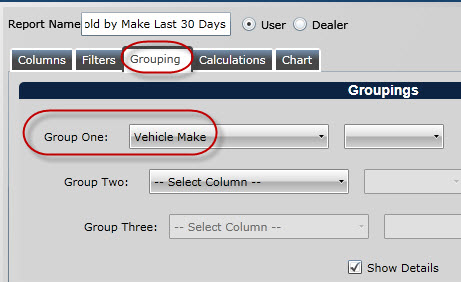 Report Name old by Make Last 30 Days User Dealer
Columns Filters Grouping Calculations Chart
Groupings
Group One: Vehicle Make
Group Two: -- Select Column --
Group Three: -- Select Column --
Show Details